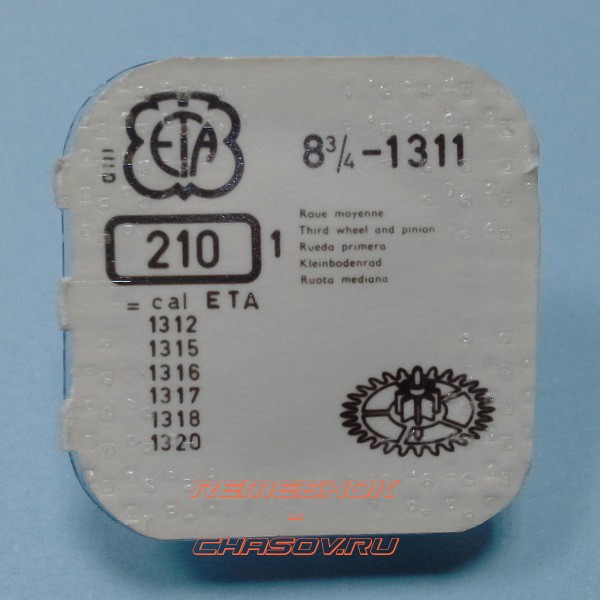 ETA
8¾-1311
210 1
Roue moyenne
Third wheel and pinion
Rueda primera
Kleinbodenrad
Ruota mediana
= cal ETA
1312
1315
1316
1317
1318
1320
REMESHOK
-
CHASOV.RU